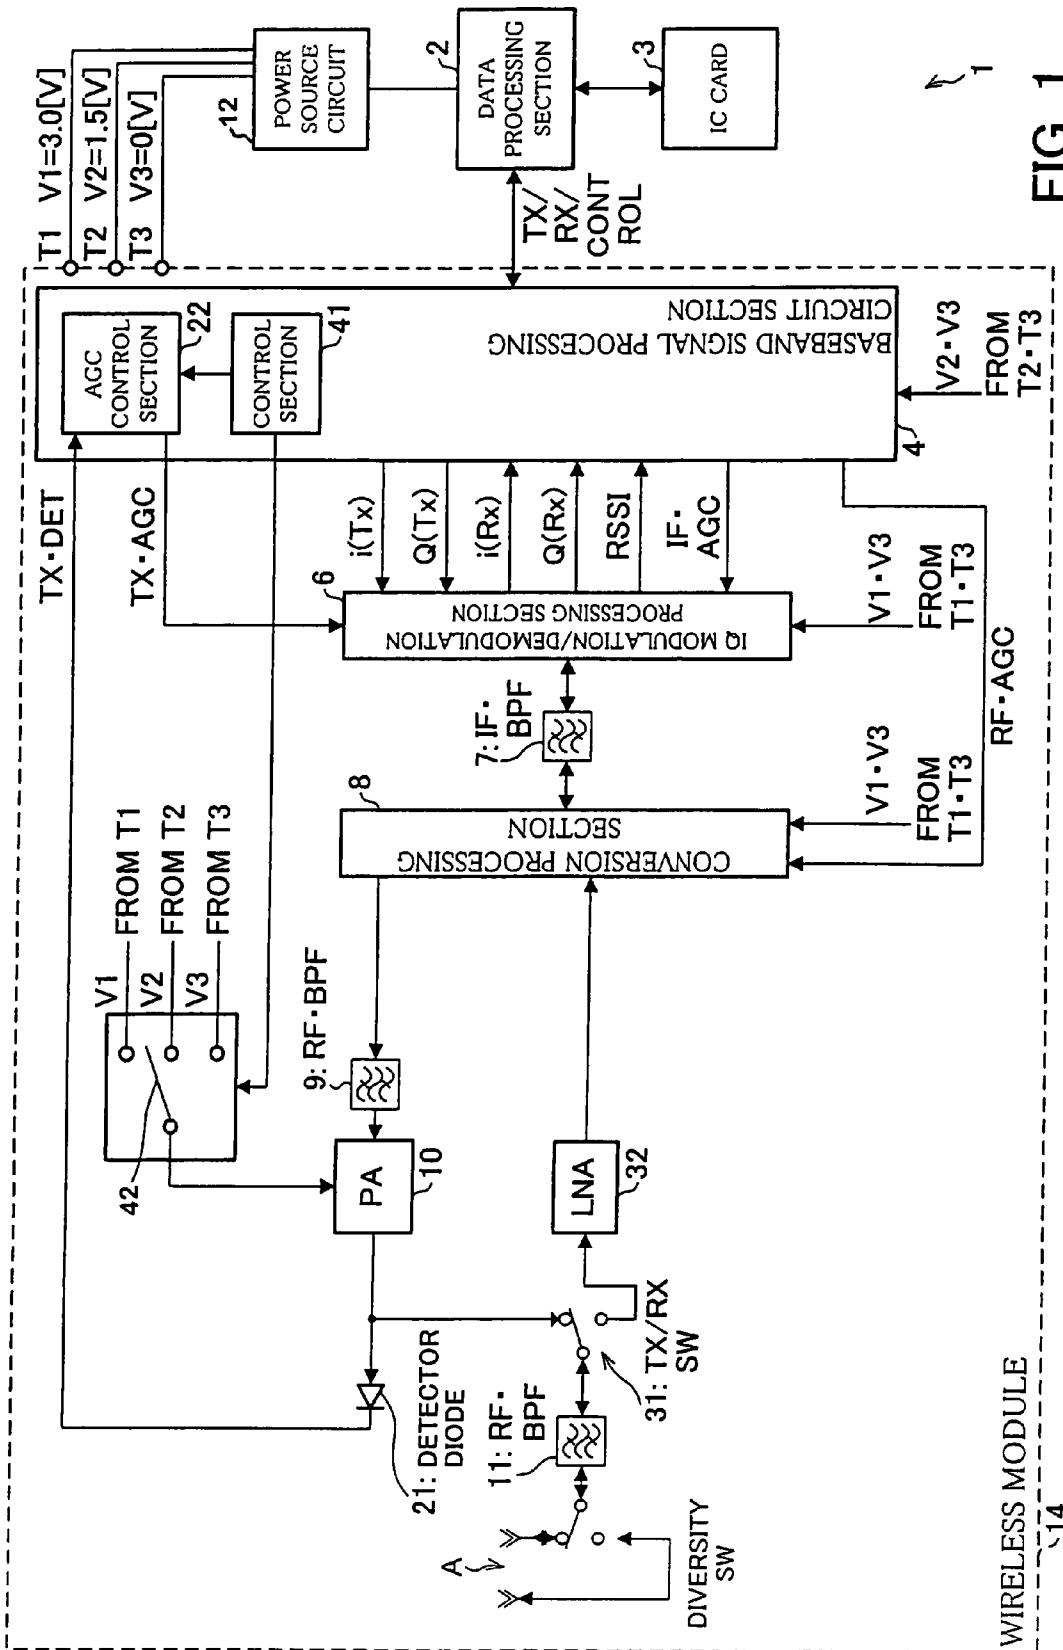 T1 V1=3.0[V]
T2 V2=1.5[V]
T3 V3=0[V]
12
POWER
SOURCE
CIRCUIT
2
DATA
PROCESSING
SECTION
3
IC CARD
1
FIG. 1
TX/
RX/
CONT
ROL
TX•DET
TX•AGC
AGC
CONTROL
SECTION
22
CONTROL
SECTION
41
BASEBAND SIGNAL PROCESSING
CIRCUIT SECTION
4
V2•V3
FROM
T2•T3
i(Tx)
Q(Tx)
i(Rx)
Q(Rx)
RSSI
IF•
AGC
6
IQ MODULATION/DEMODULATION
PROCESSING SECTION
V1•V3
FROM
T1•T3
RF•AGC
7: IF•
BPF
8
CONVERSION PROCESSING
SECTION
V1•V3
FROM
T1•T3
V1 FROM T1
V2 FROM T2
V3 FROM T3
42
9: RF•BPF
PA
10
LNA
32
21: DETECTOR
DIODE
31: TX/RX
SW
11: RF•
BPF
A
DIVERSITY
SW
WIRELESS MODULE
14